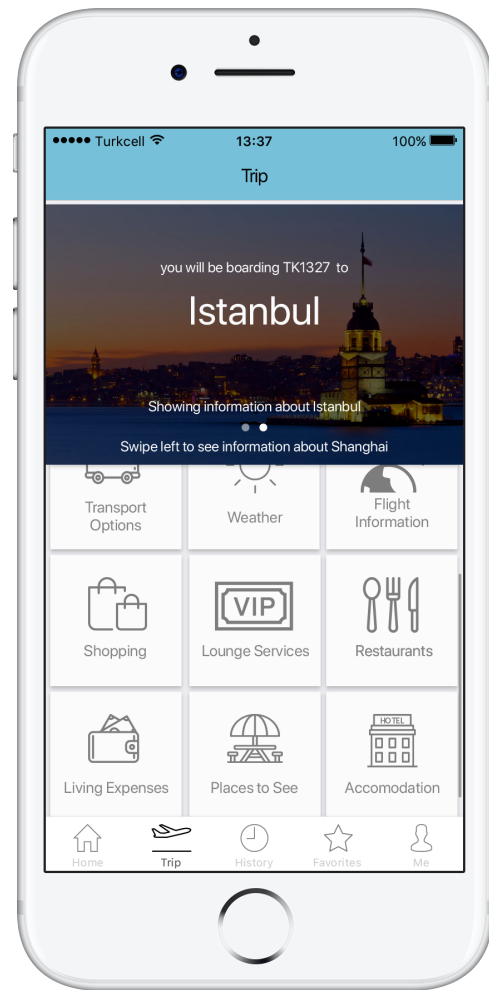 Turkcell
13:37
100%
Trip
you will be boarding TK1327 to
Istanbul
Showing information about Istanbul
Swipe left to see information about Shanghai
Transport
Options
Weather
Flight
Information
VIP
Shopping
Lounge Services
Restaurants
HOTEL
Living Expenses
Places to See
Accomodation
Home
Trip
History
Favorites
Me